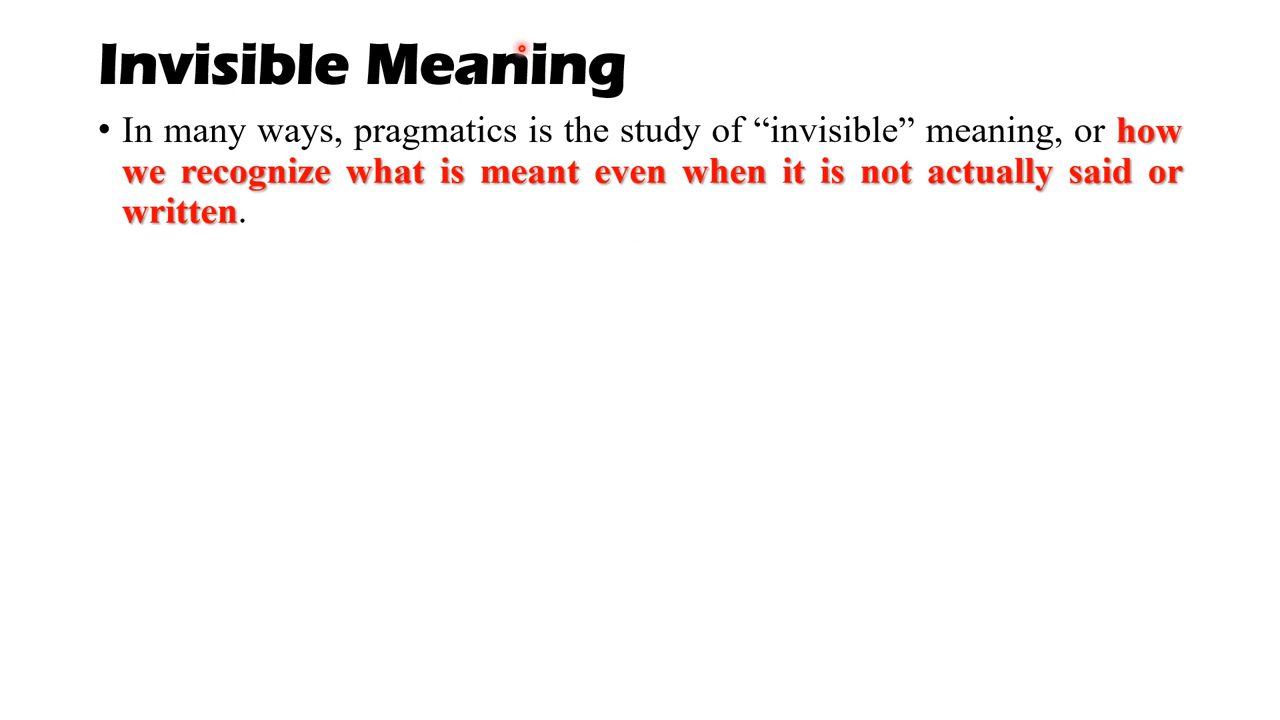 Invisible Meaning
• In many ways, pragmatics is the study of “invisible” meaning, or how
we recognize what is meant even when it is not actually said or
written.